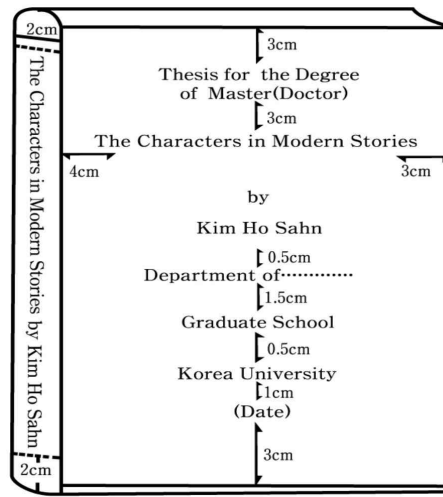 2cm
The Characters in Modern Stories by Kim Ho Sahn
2cm
3cm
Thesis for the Degree
of Master(Doctor)
3cm
The Characters in Modern Stories
4cm 3cm
by
Kim Ho Sahn
0.5cm
Department of············
1.5cm
Graduate School
0.5cm
Korea University
1cm
(Date)
3cm